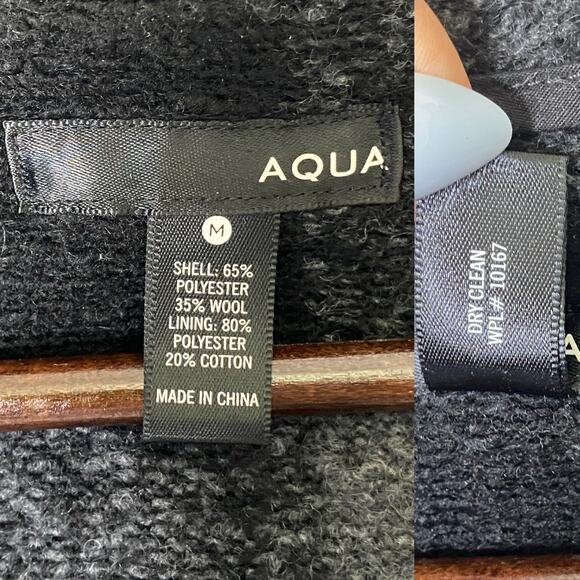 AQUA
M
SHELL: 65%
POLYESTER
35% WOOL
LINING: 80%
POLYESTER
20% COTTON
MADE IN CHINA
DRY CLEAN
WPL# 10167
A